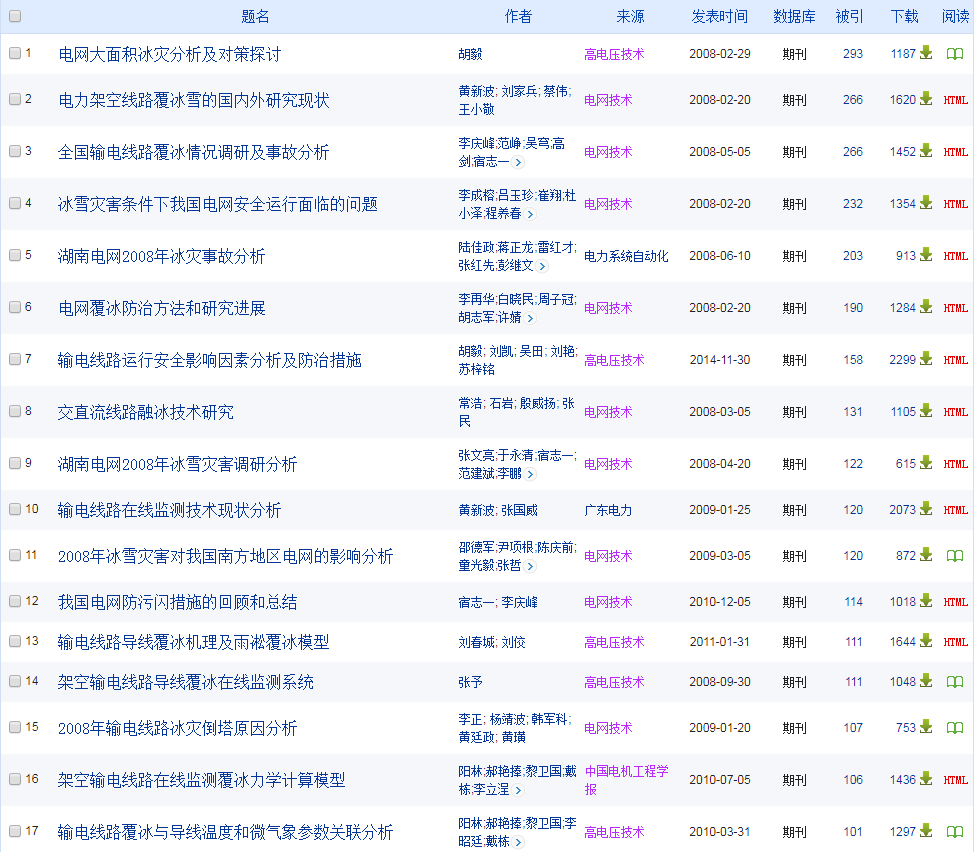 题名 作者 来源 发表时间 数据库 被引 下载 阅读
1 电网大面积冰灾分析及对策探讨 胡毅 高电压技术 2008-02-29 期刊 293 1187
2 电力架空线路覆冰雪的国内外研究现状 黄新波; 刘家兵; 蔡伟; 王小敬 电网技术 2008-02-20 期刊 266 1620 HTML
3 全国输电线路覆冰情况调研及事故分析 李庆峰;范峥;吴穹;高剑;宿志一 电网技术 2008-05-05 期刊 266 1452 HTML
4 冰雪灾害条件下我国电网安全运行面临的问题 李成榕;吕玉珍;崔翔;杜小泽;程养春 电网技术 2008-02-20 期刊 232 1354 HTML
5 湖南电网2008年冰灾事故分析 陆佳政;蒋正龙;雷红才;张红先;彭继文 电力系统自动化 2008-06-10 期刊 203 913 HTML
6 电网覆冰防治方法和研究进展 李再华;白晓民;周子冠;胡志军;许婧 电网技术 2008-02-20 期刊 190 1284 HTML
7 输电线路运行安全影响因素分析及防治措施 胡毅; 刘凯; 吴田; 刘艳; 苏梓铭 高电压技术 2014-11-30 期刊 158 2299 HTML
8 交直流线路融冰技术研究 常浩; 石岩; 殷威扬; 张民 电网技术 2008-03-05 期刊 131 1105 HTML
9 湖南电网2008年冰雪灾害调研分析 张文亮;于永清;宿志一;范建斌;李鹏 电网技术 2008-04-20 期刊 122 615 HTML
10 输电线路在线监测技术现状分析 黄新波; 张国威 广东电力 2009-01-25 期刊 120 2073 HTML
11 2008年冰雪灾害对我国南方地区电网的影响分析 邵德军;尹项根;陈庆前;童光毅;张哲 电网技术 2009-03-05 期刊 120 872
12 我国电网防污闪措施的回顾和总结 宿志一; 李庆峰 电网技术 2010-12-05 期刊 114 1018 HTML
13 输电线路导线覆冰机理及雨凇覆冰模型 刘春城; 刘佼 高电压技术 2011-01-31 期刊 111 1644 HTML
14 架空输电线路导线覆冰在线监测系统 张予 高电压技术 2008-09-30 期刊 111 1048
15 2008年输电线路冰灾倒塔原因分析 李正; 杨靖波; 韩军科; 黄廷政; 黄璜 电网技术 2009-01-20 期刊 107 753
16 架空输电线路在线监测覆冰力学计算模型 阳林;郝艳捧;黎卫国;戴栋;李立浧 中国电机工程学报 2010-07-05 期刊 106 1436 HTML
17 输电线路覆冰与导线温度和微气象参数关联分析 阳林;郝艳捧;黎卫国;李昭廷;戴栋 高电压技术 2010-03-31 期刊 101 1297